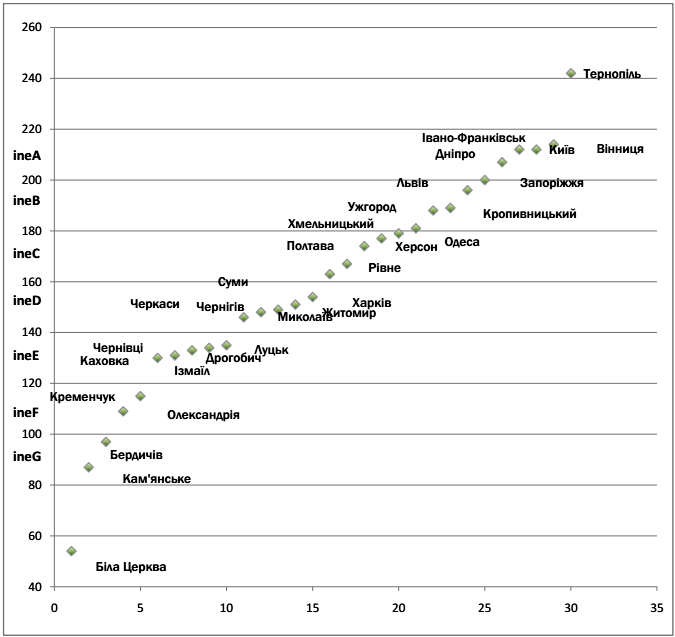 260
240
Тернопіль
220
Івано-Франківськ
Київ
Вінниця
ineA
Дніпро
200
Львів
Запоріжжя
ineB
Ужгород
Кропивницький
180
Хмельницький
Полтава
Херсон
Одеса
ineC
Рівне
160
Суми
ineD
Черкаси
Чернігів
Харків
Миколаїв
Житомир
140
Чернівці
Луцьк
ineE
Каховка
Дрогобич
Ізмаїл
120
Кременчук
ineF
Олександрія
100
ineG
Бердичів
Кам'янське
80
60
Біла Церква
40
0 5 10 15 20 25 30 35